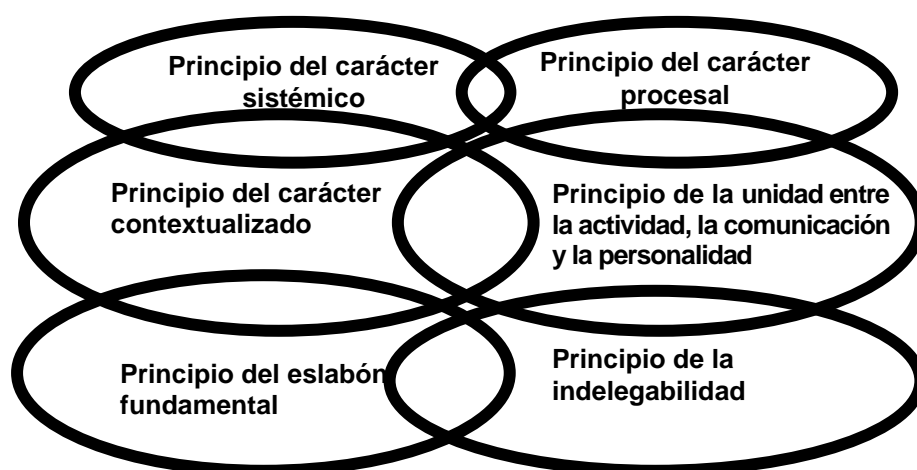 Principio del carácter
sistémico
Principio del carácter
procesal
Principio del carácter
contextualizado
Principio de la unidad entre
la actividad, la comunicación
y la personalidad
Principio del eslabón
fundamental
Principio de la
indelegabilidad